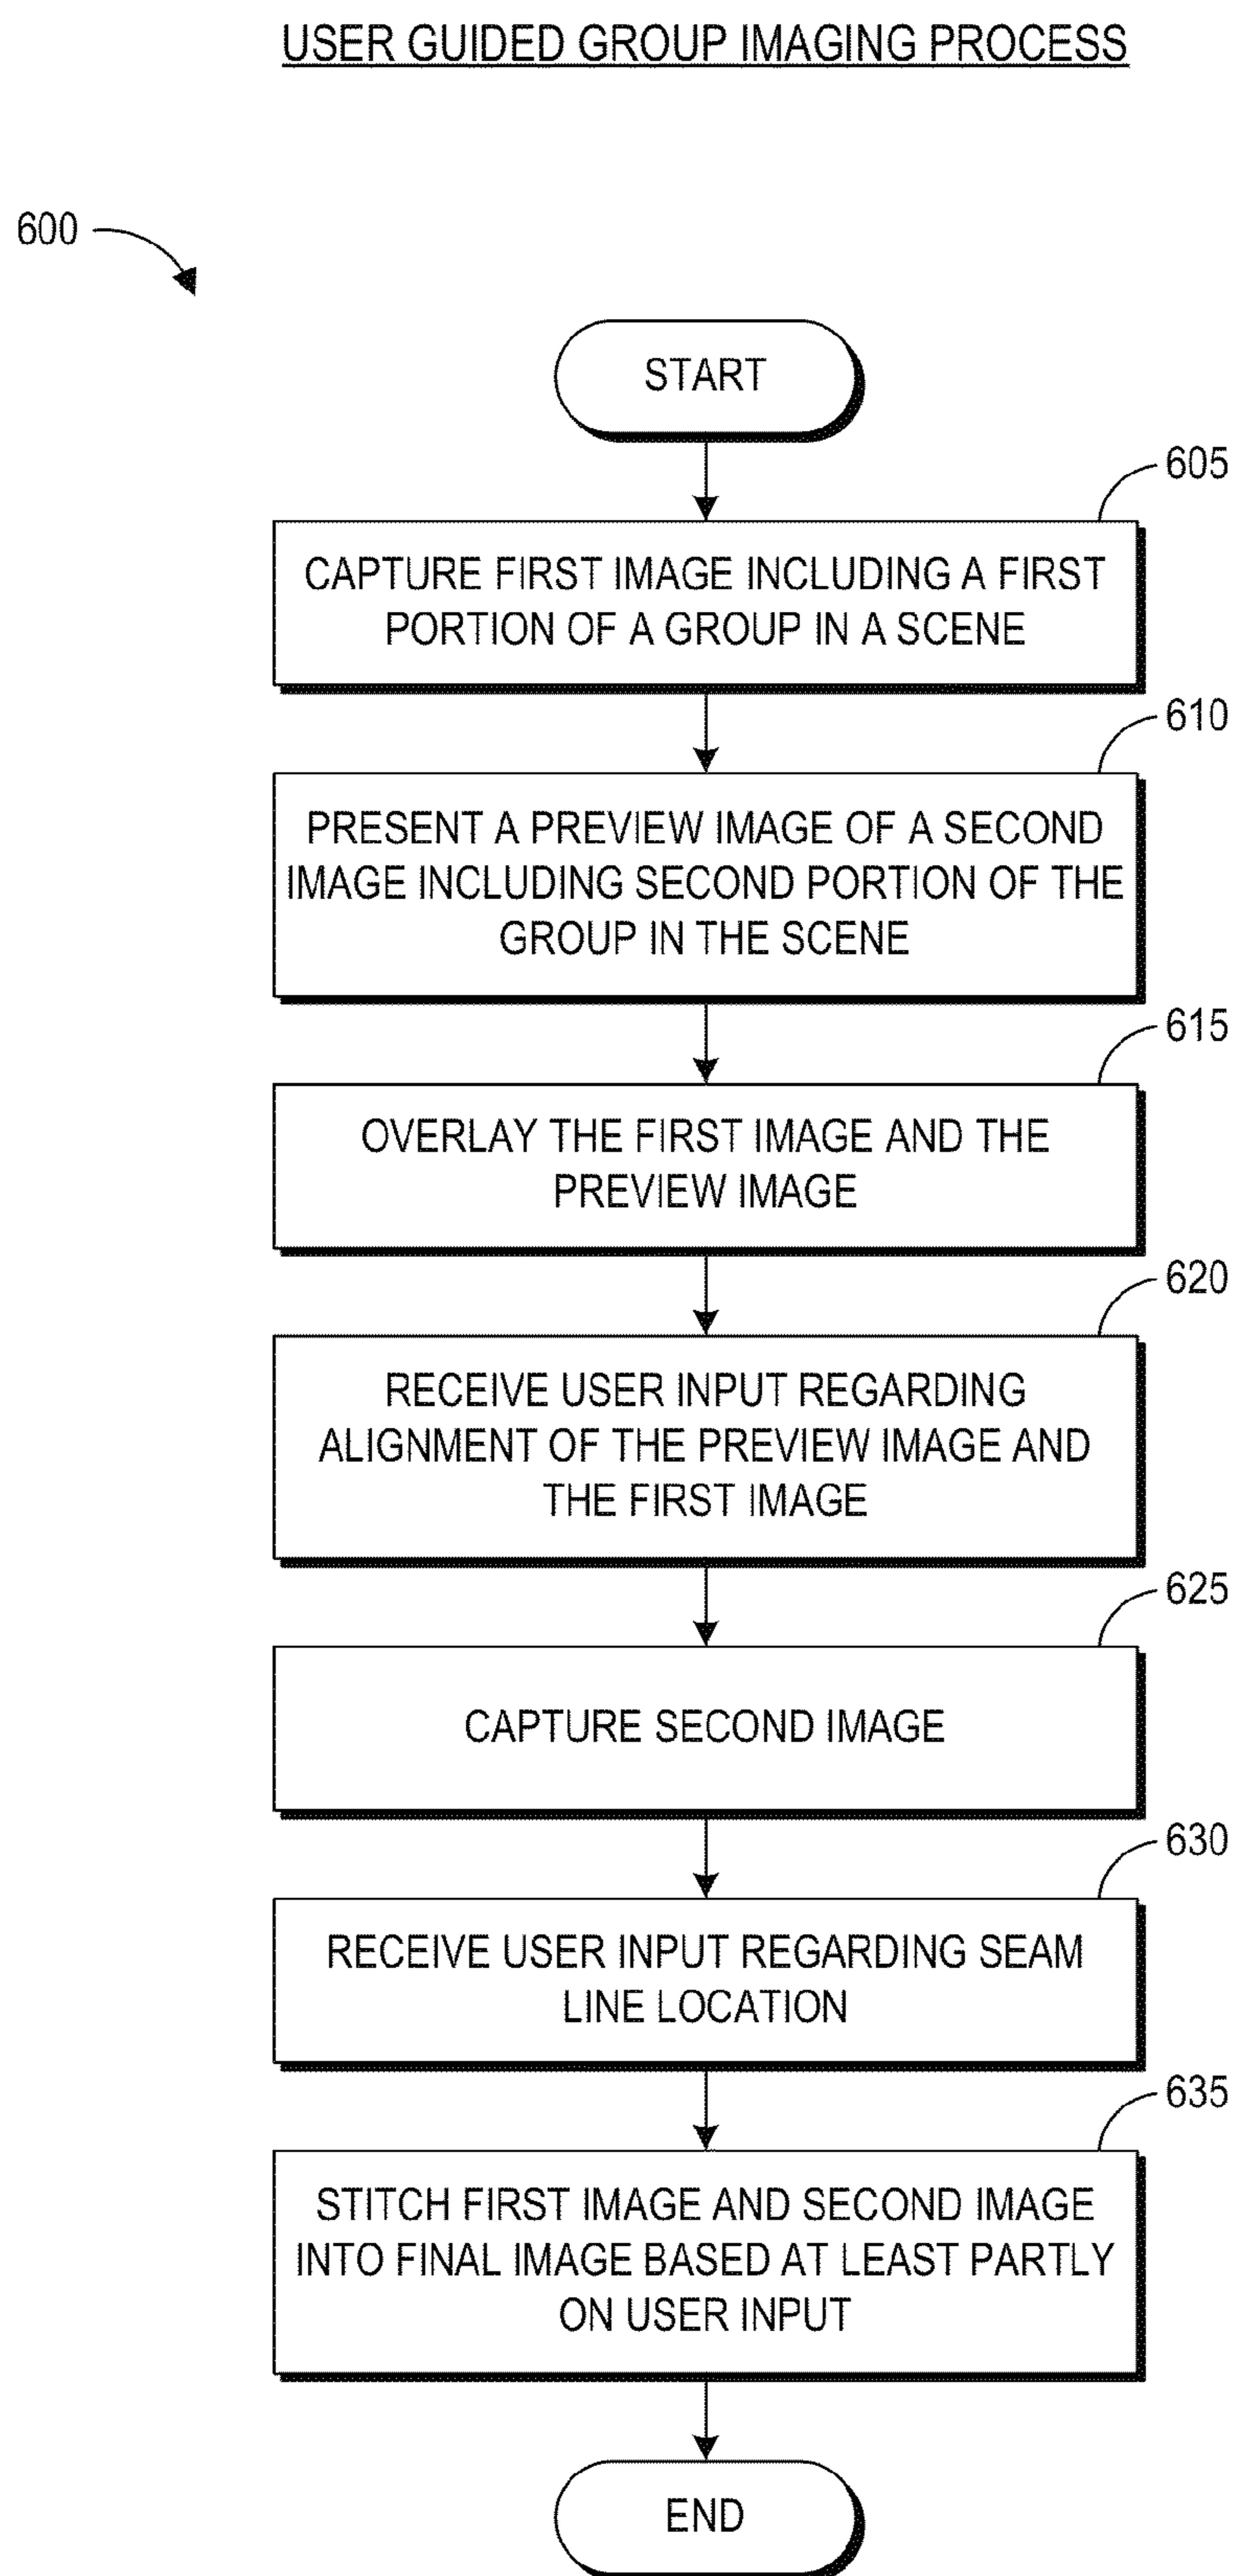 USER GUIDED GROUP IMAGING PROCESS
600
START
605
CAPTURE FIRST IMAGE INCLUDING A FIRST
PORTION OF A GROUP IN A SCENE
610
PRESENT A PREVIEW IMAGE OF A SECOND
IMAGE INCLUDING SECOND PORTION OF THE
GROUP IN THE SCENE
615
OVERLAY THE FIRST IMAGE AND THE
PREVIEW IMAGE
620
RECEIVE USER INPUT REGARDING
ALIGNMENT OF THE PREVIEW IMAGE AND
THE FIRST IMAGE
625
CAPTURE SECOND IMAGE
630
RECEIVE USER INPUT REGARDING SEAM
LINE LOCATION
635
STITCH FIRST IMAGE AND SECOND IMAGE
INTO FINAL IMAGE BASED AT LEAST PARTLY
ON USER INPUT
END